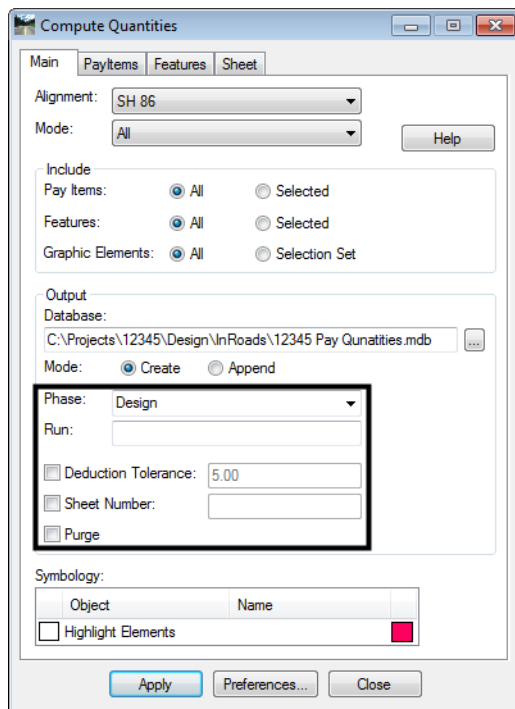 Compute Quantities
Main PayItems Features Sheet
Alignment: SH 86
Mode: All
Help
Include
Pay Items: All Selected
Features: All Selected
Graphic Elements: All Selection Set
Output
Database:
C:\Projects\12345\Design\InRoads\12345 Pay Qunatities.mdb ...
Mode: Create Append
Phase: Design
Run:
Deduction Tolerance: 5.00
Sheet Number:
Purge
Symbology:
Object Name
Highlight Elements
Apply Preferences... Close